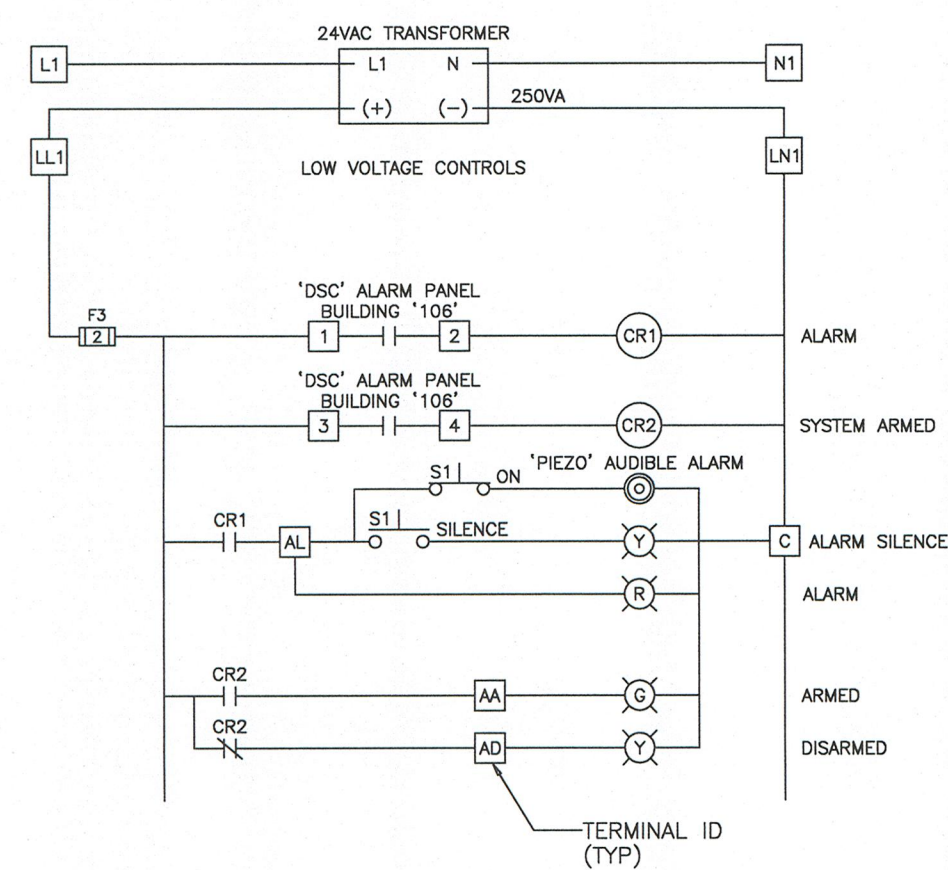 24VAC TRANSFORMER
L1
L1 N
N1
(+) (−)
250VA
LL1
LN1
LOW VOLTAGE CONTROLS
'DSC' ALARM PANEL
BUILDING '106'
F3
2
1
2
CR1
ALARM
'DSC' ALARM PANEL
BUILDING '106'
3
4
CR2
SYSTEM ARMED
'PIEZO' AUDIBLE ALARM
S1
ON
CR1
AL
S1
SILENCE
Y
C
ALARM SILENCE
R
ALARM
CR2
AA
G
ARMED
CR2
AD
Y
DISARMED
TERMINAL ID
(TYP)